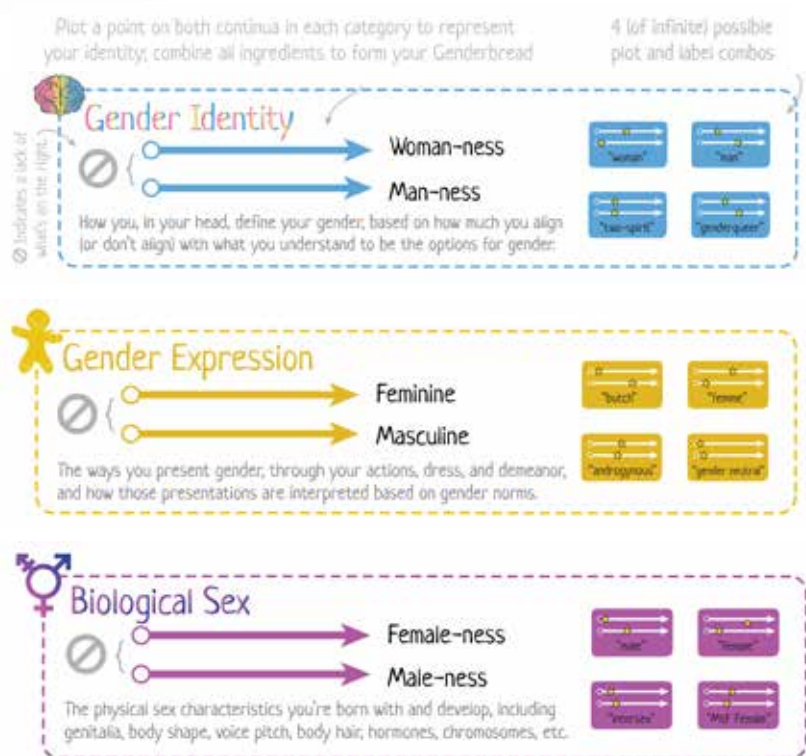 Plot a point on both continua in each category to represent
your identity; combine all ingredients to form your Genderbread
4 (of infinite) possible
plot and label combos
⃠ Indicates a lack of
what's on the right.
Gender Identity
Woman-ness
Man-ness
How you, in your head, define your gender, based on how much you align
(or don't align) with what you understand to be the options for gender.
"woman"
"man"
"two-spirit"
"genderqueer"
Gender Expression
Feminine
Masculine
The ways you present gender, through your actions, dress, and demeanor,
and how those presentations are interpreted based on gender norms.
"butch"
"femme"
"androgynous"
"gender neutral"
Biological Sex
Female-ness
Male-ness
The physical sex characteristics you're born with and develop, including
genitalia, body shape, voice pitch, body hair, hormones, chromosomes, etc.
"male"
"female"
"intersex"
"MtF Female"